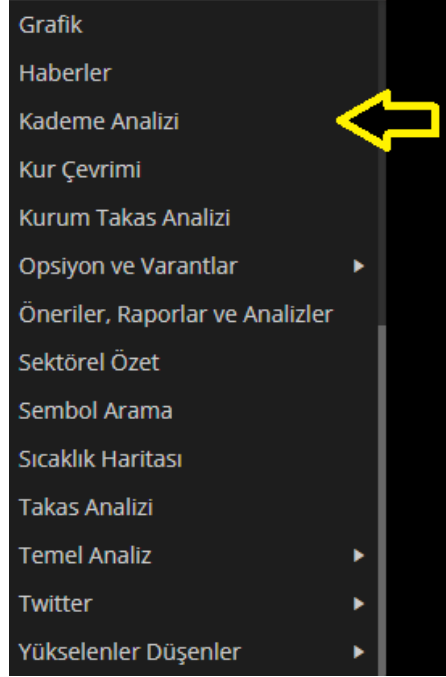 Grafik
Haberler
Kademe Analizi
Kur Çevrimi
Kurum Takas Analizi
Opsiyon ve Varantlar
Öneriler, Raporlar ve Analizler
Sektörel Özet
Sembol Arama
Sıcaklık Haritası
Takas Analizi
Temel Analiz
Twitter
Yükselenler Düşenler